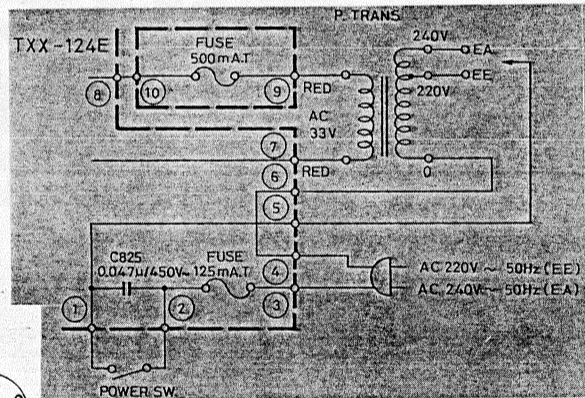 P. TRANS.
TXX-124E
FUSE
500mA.T
240V
EA
EE
220V
8
10
9
RED
AC
33V
7
RED
6
0
5
C825
0.047μ/450V~
FUSE
125mA.T
4
AC 220V ~ 50Hz (EE)
1
2
3
AC 240V ~ 50Hz (EA)
POWER SW.